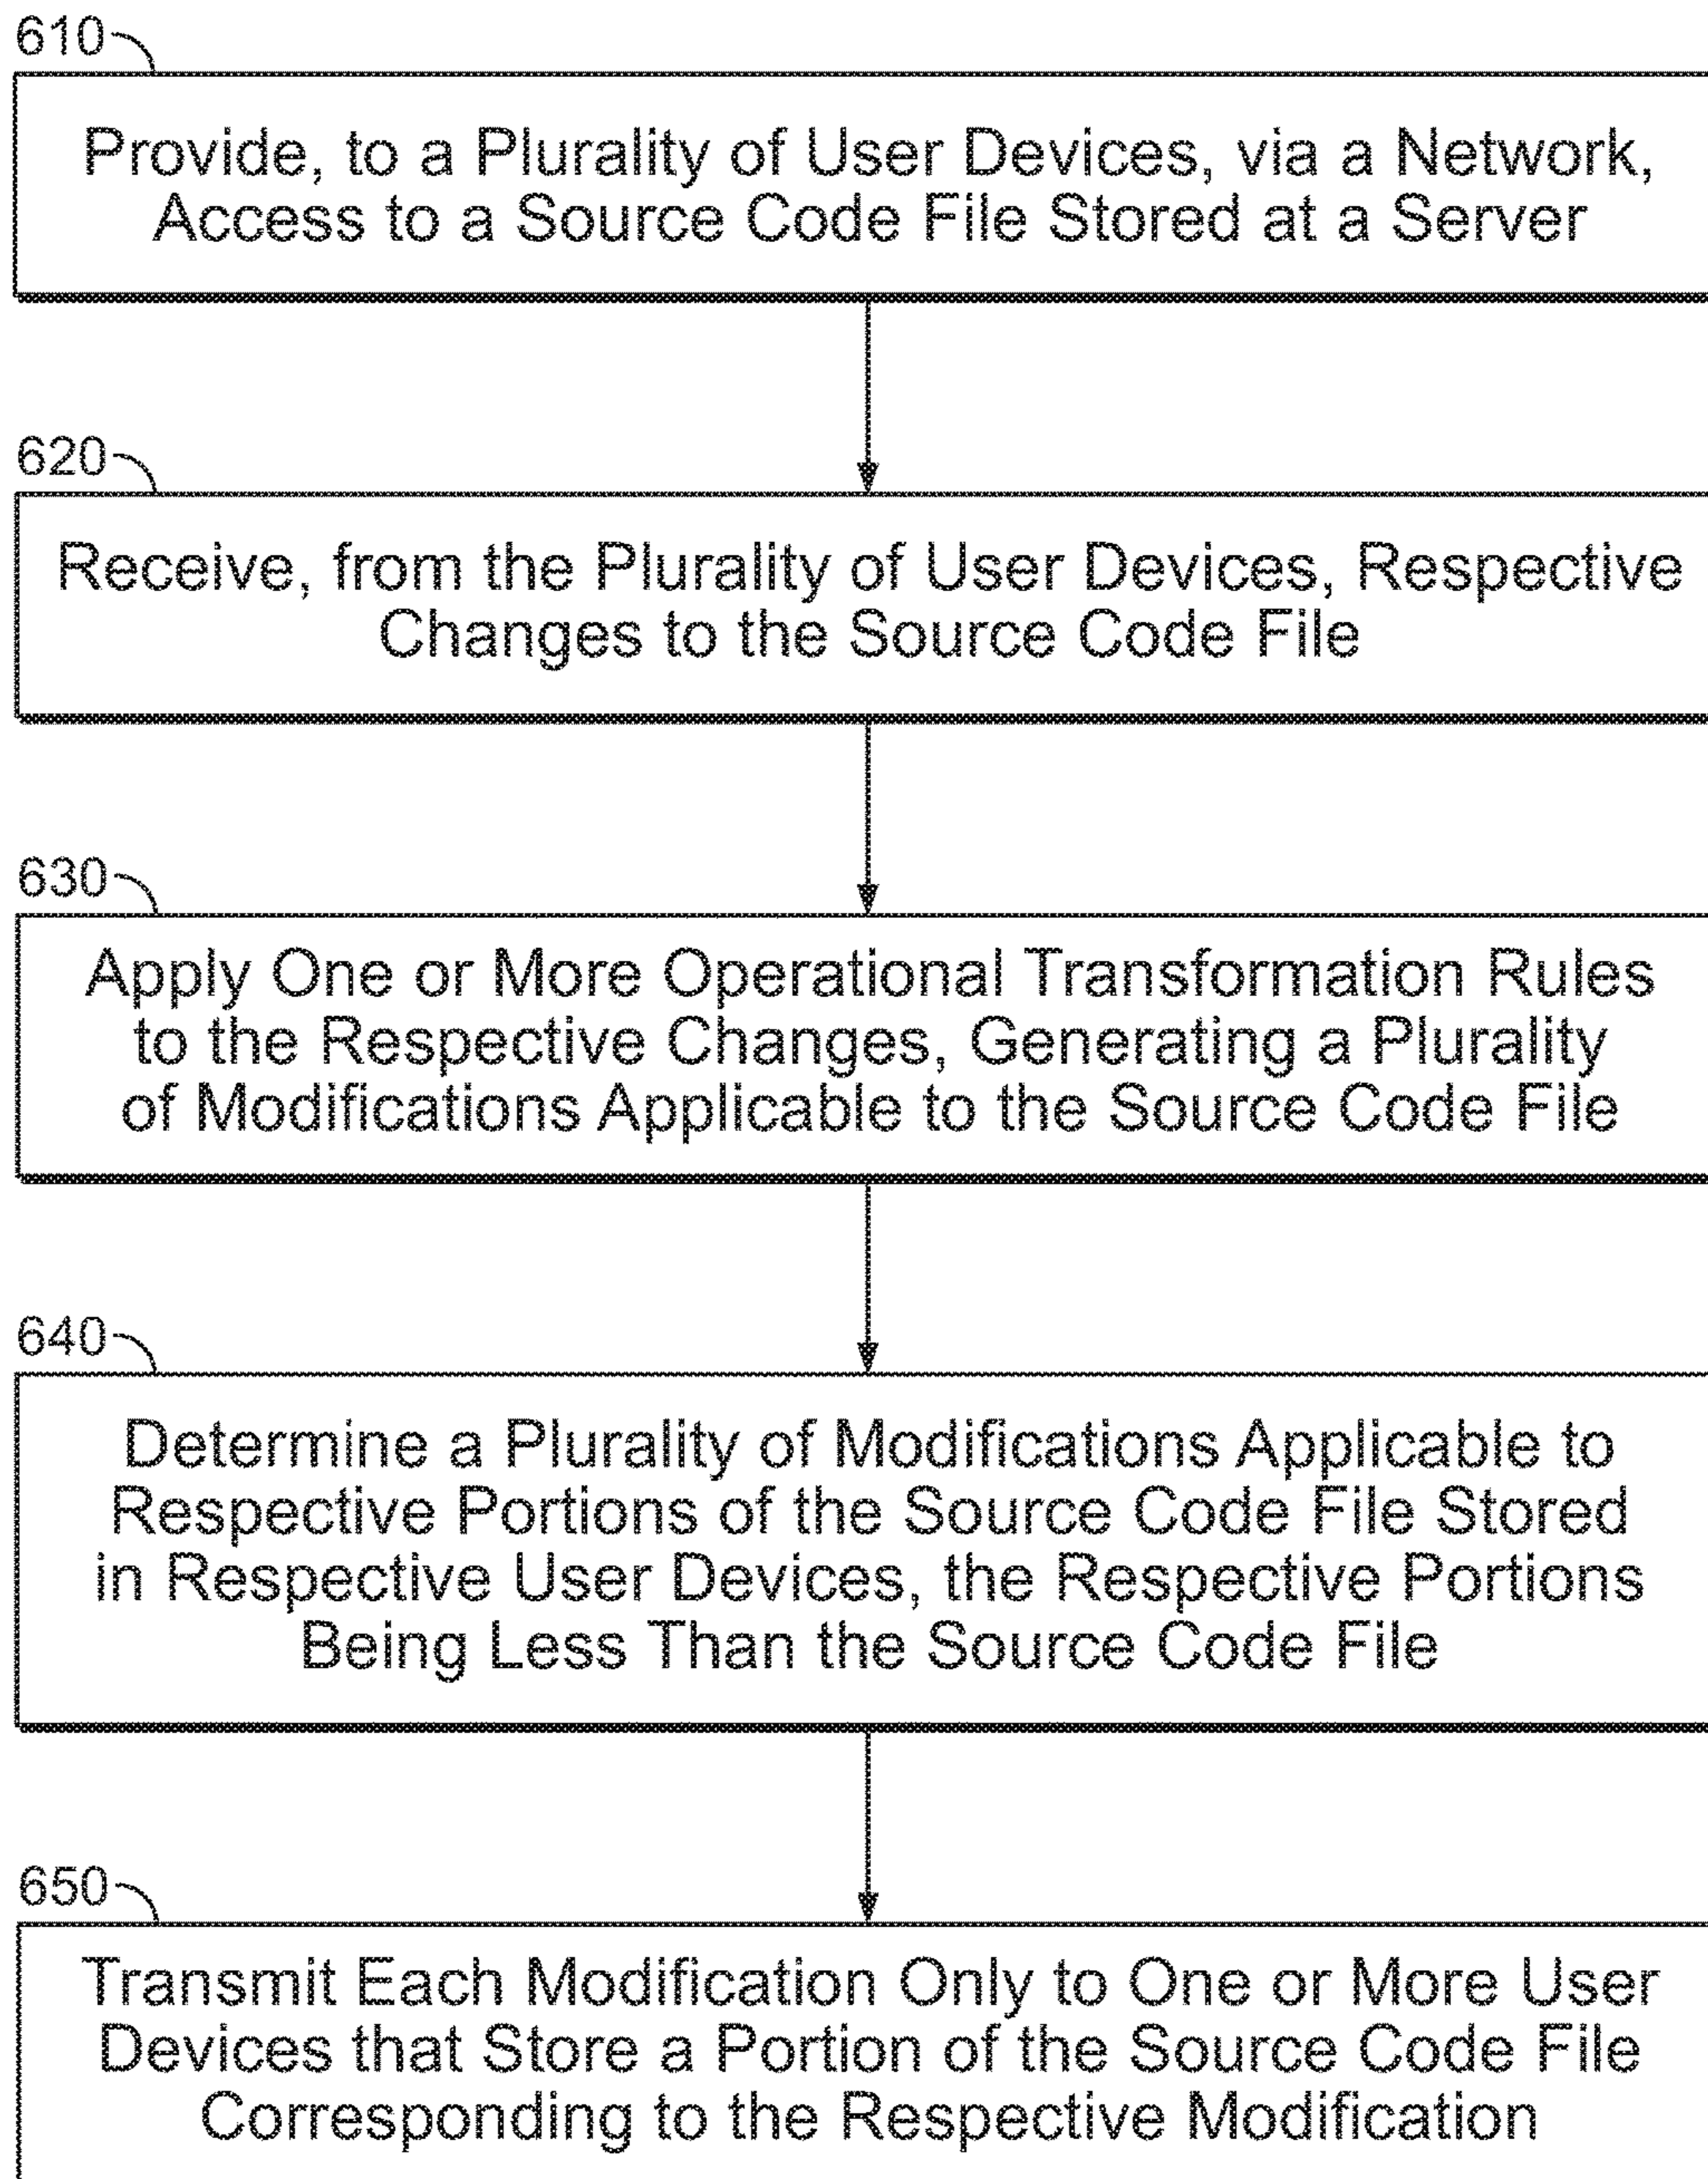 610
Provide, to a Plurality of User Devices, via a Network,
Access to a Source Code File Stored at a Server
620
Receive, from the Plurality of User Devices, Respective
Changes to the Source Code File
630
Apply One or More Operational Transformation Rules
to the Respective Changes, Generating a Plurality
of Modifications Applicable to the Source Code File
640
Determine a Plurality of Modifications Applicable to
Respective Portions of the Source Code File Stored
in Respective User Devices, the Respective Portions
Being Less Than the Source Code File
650
Transmit Each Modification Only to One or More User
Devices that Store a Portion of the Source Code File
Corresponding to the Respective Modification